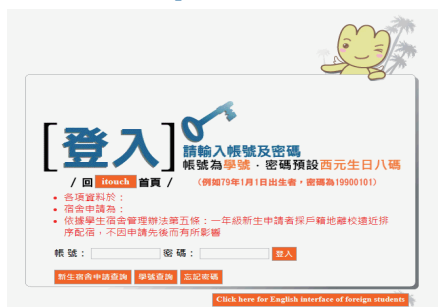 [登入]
請輸入帳號及密碼
帳號為學號．密碼預設西元生日八碼
/ 回 itouch 首頁 /
（例如79年1月1日出生者，密碼為19900101）
各項資料於：
宿舍申請為：
依據學生宿舍管理辦法第五條：一年級新生申請者採戶籍地離校遠近排
序配宿，不因申請先後而有所影響
帳 號： 密 碼： 登入
新生宿舍申請查詢 學號查詢 忘記密碼
Click here for English interface of foreign students